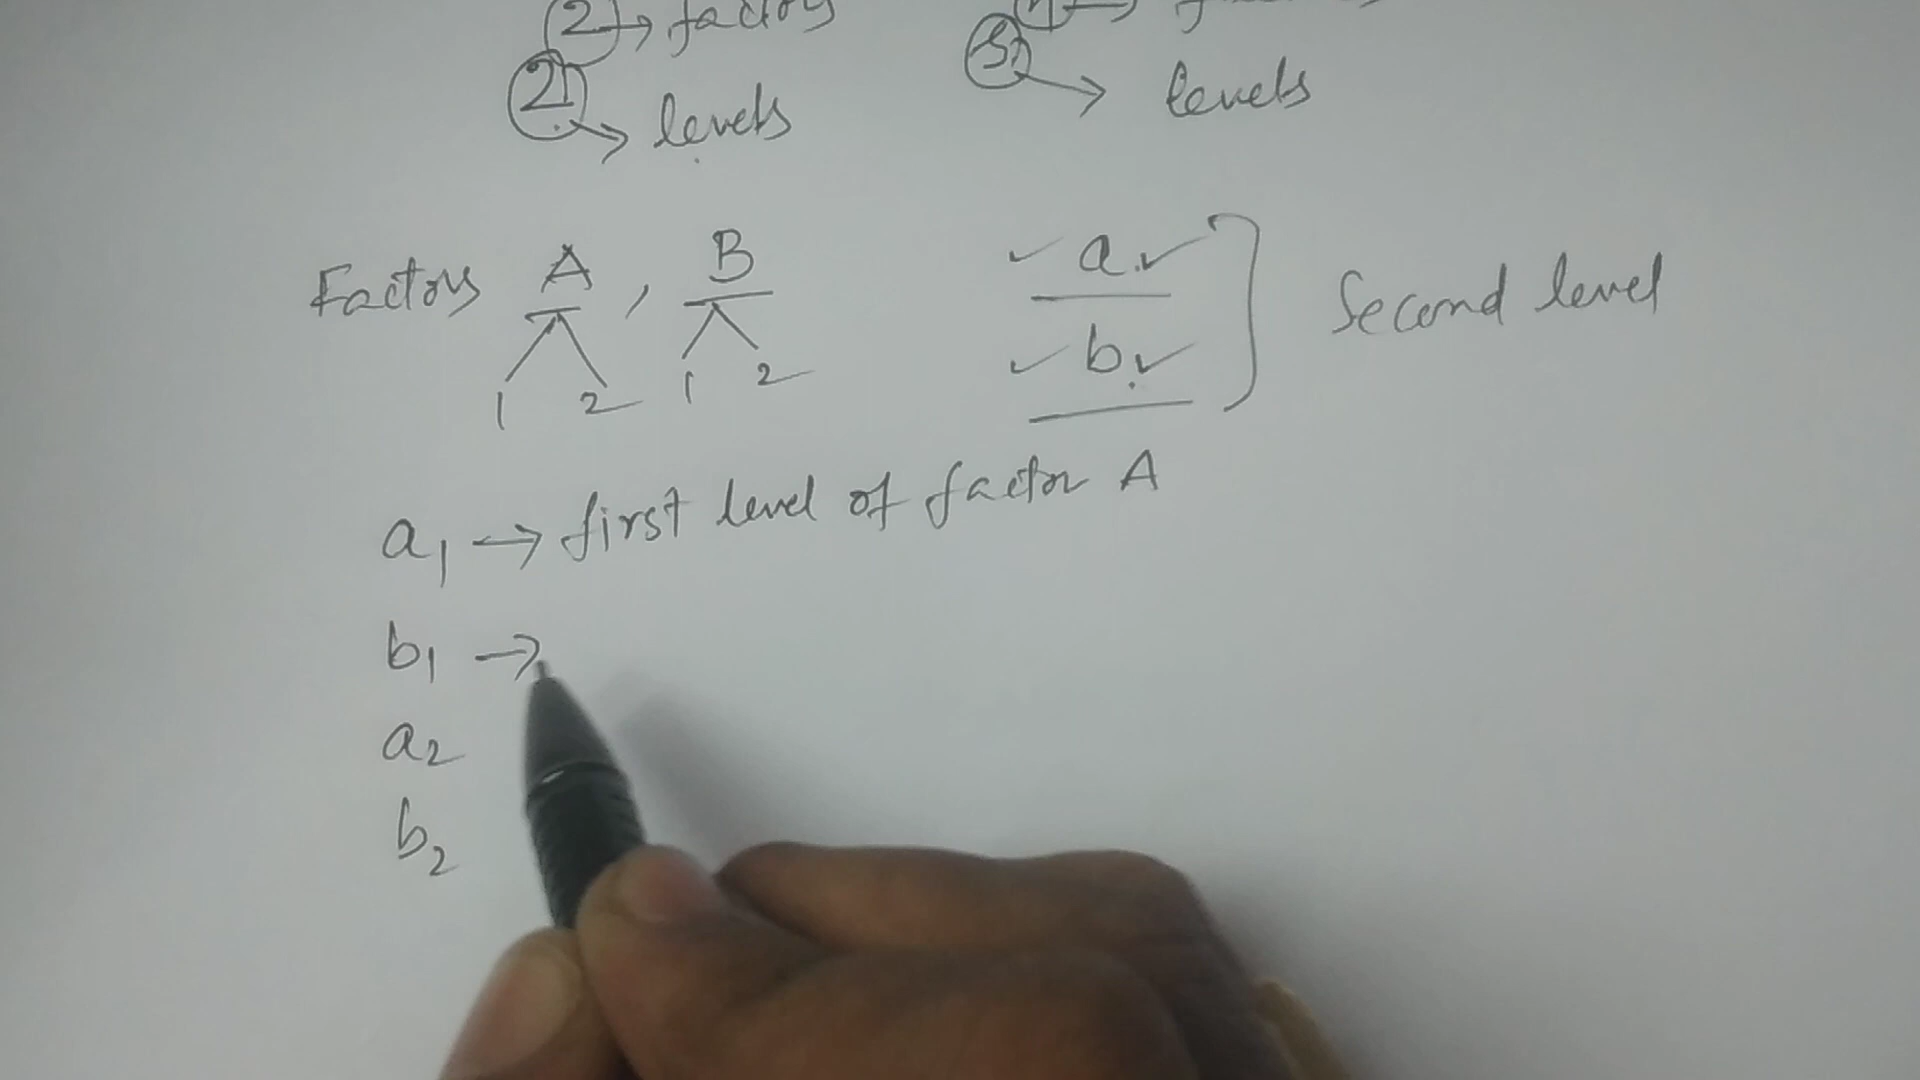 2 → factors
2 → levels
3 → levels
Factors A, B
1 2 1 2
a
b
Second level
a1 → first level of factor A
b1 →
a2
b2